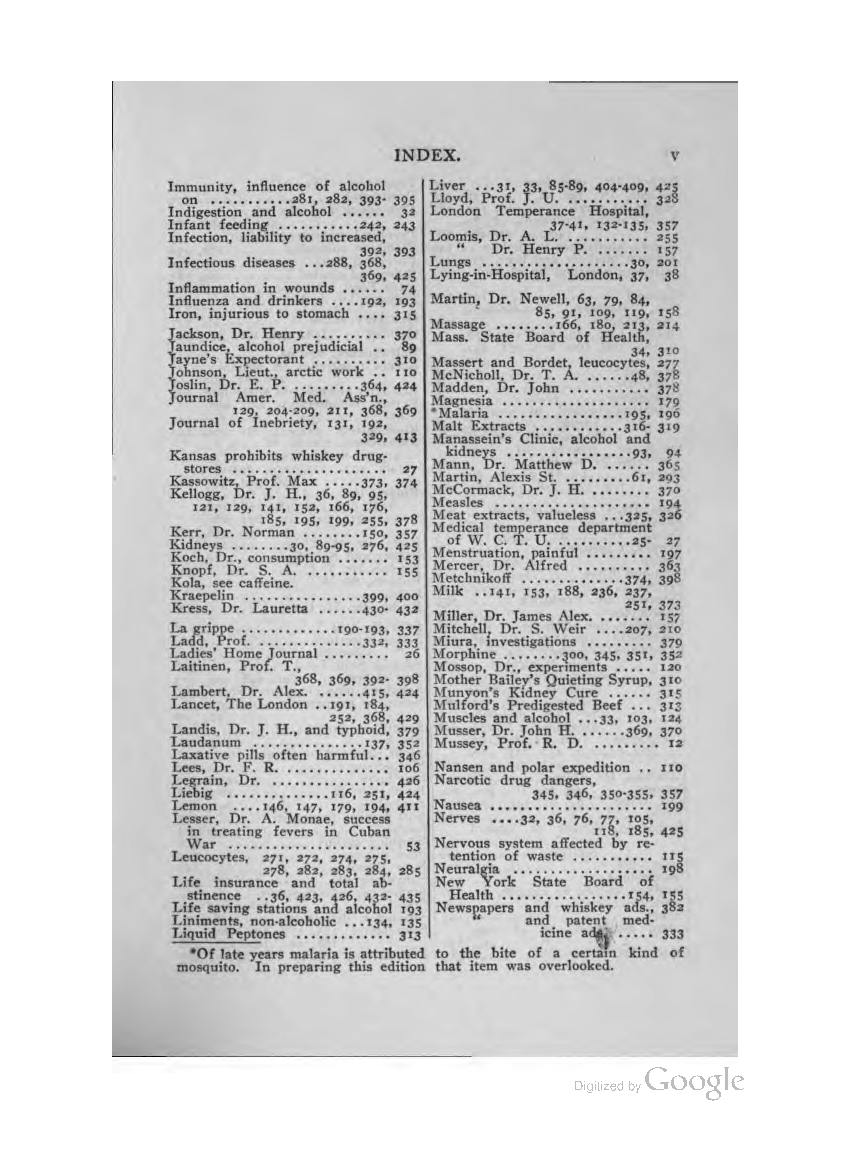 INDEX. v
Immunity, influence of alcohol
on ...........281, 282, 393- 395
Indigestion and alcohol ...... 32
Infant feeding ...........242, 243
Infection, liability to increased,
392, 393
Infectious diseases ...288, 368,
369, 425
Inflammation in wounds ...... 74
Influenza and drinkers ....192, 193
Iron, injurious to stomach .... 315
Jackson, Dr. Henry .......... 370
Jaundice, alcohol prejudicial .. 89
Jayne's Expectorant .......... 310
Johnson, Lieut., arctic work .. 110
Joslin, Dr. E. P. .........364, 424
Journal Amer. Med. Ass'n.,
129, 204-209, 211, 368, 369
Journal of Inebriety, 131, 192,
329, 413
Kansas prohibits whiskey drug-
stores .................... 27
Kassowitz, Prof. Max .....373, 374
Kellogg, Dr. J. H., 36, 89, 95,
121, 129, 141, 152, 166, 176,
185, 195, 199, 255, 378
Kerr, Dr. Norman ........150, 357
Kidneys ........30, 89-95, 276, 425
Koch, Dr., consumption ....... 153
Knopf, Dr. S. A. ........... 155
Kola, see caffeine.
Kraepelin ...............399, 400
Kress, Dr. Lauretta ......430- 432
La grippe .............190-193, 337
Ladd, Prof. ..............332, 333
Ladies' Home Journal ......... 26
Laitinen, Prof. T.,
368, 369, 392- 398
Lambert, Dr. Alex. ......415, 424
Lancet, The London ..191, 184,
252, 368, 429
Landis, Dr. J. H., and typhoid, 379
Laudanum ...............137, 352
Laxative pills often harmful... 346
Lees, Dr. F. R. .............. 106
Legrain, Dr. ................ 426
Liebig ..............116, 251, 424
Lemon ....146, 147, 179, 194, 411
Lesser, Dr. A. Monae, success
in treating fevers in Cuban
War ..................... 53
Leucocytes, 271, 272, 274, 275,
278, 282, 283, 284, 285
Life insurance and total ab-
stinence ..36, 423, 426, 432- 435
Life saving stations and alcohol 193
Liniments, non-alcoholic ...134, 135
Liquid Peptones ............. 313
Liver ...31, 33, 85-89, 404-409, 425
Lloyd, Prof. J. U. ........... 328
London Temperance Hospital,
37-41, 132-135, 357
Loomis, Dr. A. L. ........... 255
" Dr. Henry P. ....... 157
Lungs ....................30, 201
Lying-in-Hospital, London, 37, 38
Martin, Dr. Newell, 63, 79, 84,
85, 91, 109, 119, 158
Massage ........166, 180, 213, 214
Mass. State Board of Health,
34, 310
Massert and Bordet, leucocytes, 277
McNicholl, Dr. T. A. ......48, 378
Madden, Dr. John ........... 378
Magnesia ................... 179
*Malaria .................195, 196
Malt Extracts ............316- 319
Manassein's Clinic, alcohol and
kidneys .................93, 94
Mann, Dr. Matthew D. ...... 365
Martin, Alexis St. ..........61, 293
McCormack, Dr. J. H. ........ 370
Measles ..................... 194
Meat extracts, valueless ...325, 326
Medical temperance department
of W. C. T. U. ..........25- 27
Menstruation, painful ......... 197
Mercer, Dr. Alfred .......... 363
Metchnikoff ..............374, 398
Milk ..141, 153, 188, 236, 237,
251, 373
Miller, Dr. James Alex. ....... 157
Mitchell, Dr. S. Weir ....207, 210
Miura, investigations ......... 379
Morphine ........300, 345, 351, 352
Mossop, Dr., experiments ..... 120
Mother Bailey's Quieting Syrup, 310
Munyon's Kidney Cure ...... 315
Mulford's Predigested Beef ... 313
Muscles and alcohol ...33, 103, 124
Musser, Dr. John H. ......369, 370
Mussey, Prof. R. D. ......... 12
Nansen and polar expedition .. 110
Narcotic drug dangers,
345, 346, 350-355, 357
Nausea ...................... 199
Nerves ....32, 36, 76, 77, 105,
118, 185, 425
Nervous system affected by re-
tention of waste ........... 115
Neuralgia ................... 198
New York State Board of
Health .................154, 155
Newspapers and whiskey ads., 382
" and patent med-
icine ads. ..... 333
*Of late years malaria is attributed to the bite of a certain kind of
mosquito. In preparing this edition that item was overlooked.
Digitized by Google